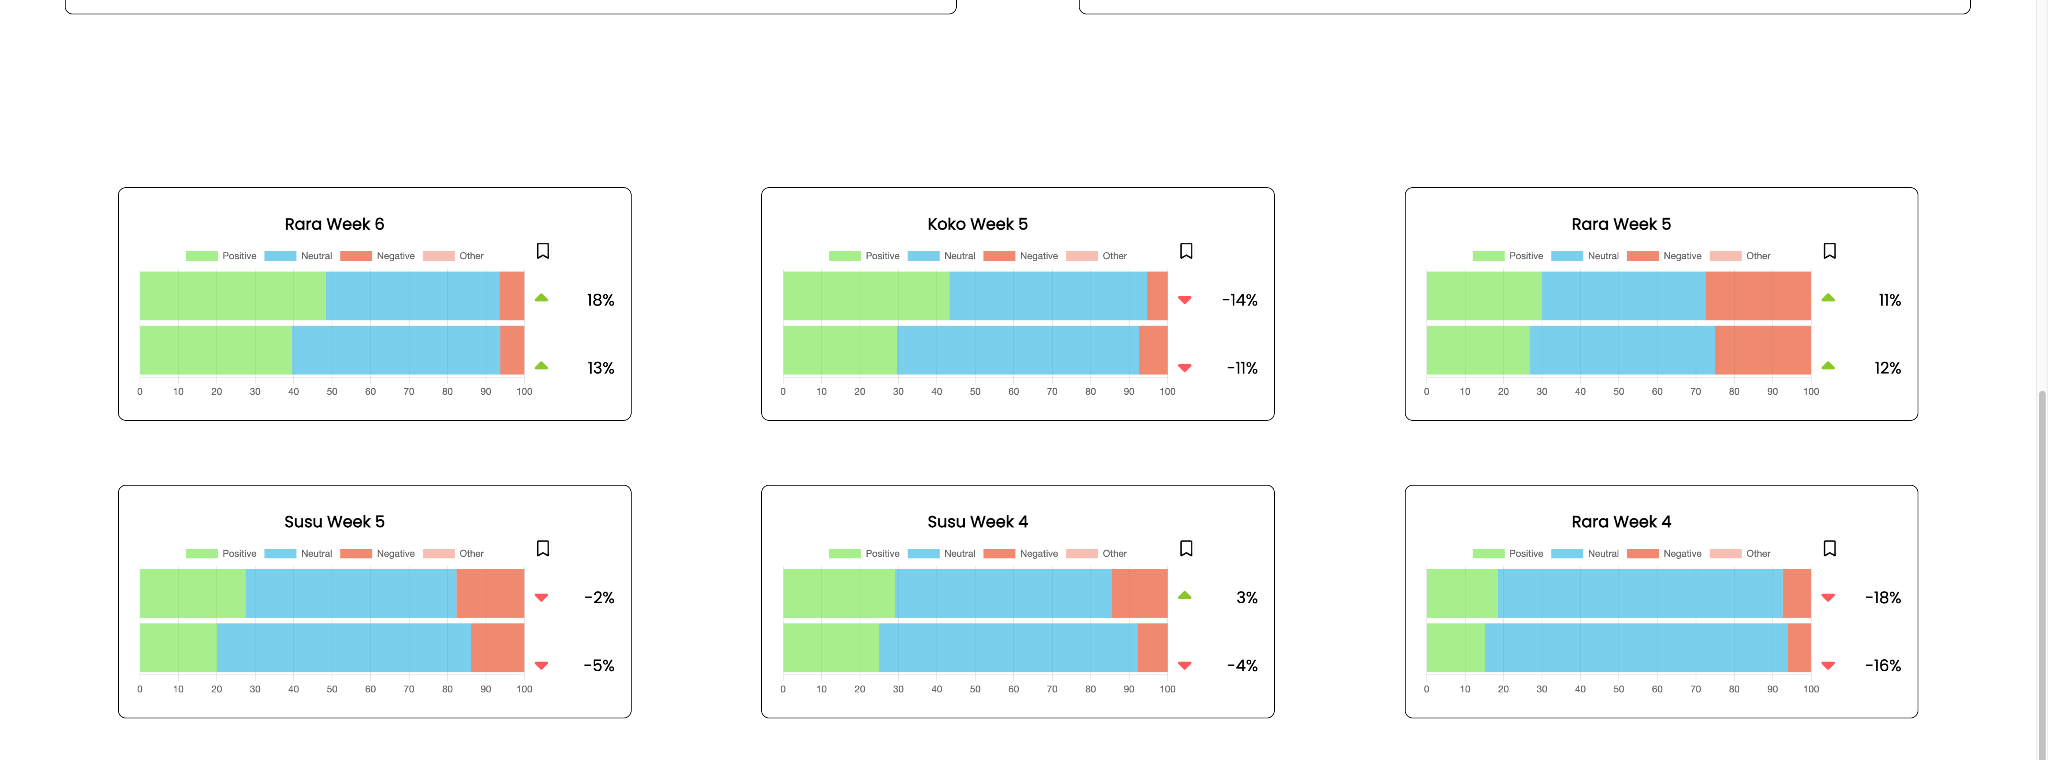 Rara Week 6
Positive Neutral Negative Other
18%
13%
0 10 20 30 40 50 60 70 80 90 100
Koko Week 5
Positive Neutral Negative Other
-14%
-11%
0 10 20 30 40 50 60 70 80 90 100
Rara Week 5
Positive Neutral Negative Other
11%
12%
0 10 20 30 40 50 60 70 80 90 100
Susu Week 5
Positive Neutral Negative Other
-2%
-5%
0 10 20 30 40 50 60 70 80 90 100
Susu Week 4
Positive Neutral Negative Other
3%
-4%
0 10 20 30 40 50 60 70 80 90 100
Rara Week 4
Positive Neutral Negative Other
-18%
-16%
0 10 20 30 40 50 60 70 80 90 100